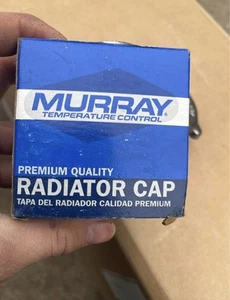 MURRAY®
TEMPERATURE CONTROL
PREMIUM QUALITY
RADIATOR CAP
TAPA DEL RADIADOR CALIDAD PREMIUM